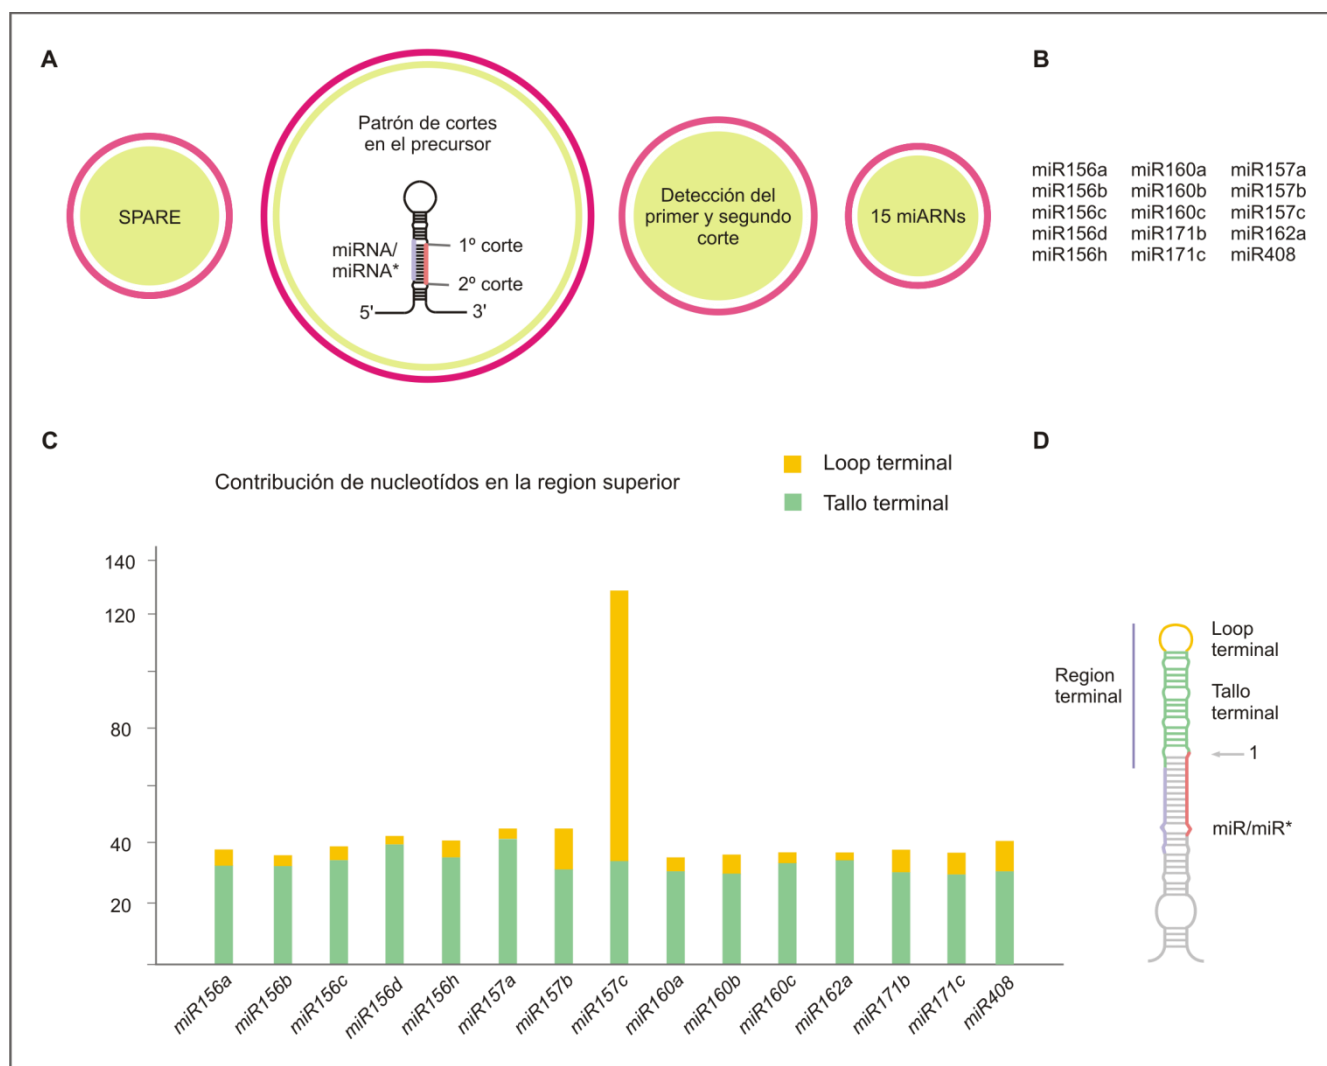 A
SPARE
Patrón de cortes
en el precursor
miRNA/
miRNA*
1º corte
2º corte
5'
3'
Detección del
primer y segundo
corte
15 miARNs
B
miR156a miR160a miR157a
miR156b miR160b miR157b
miR156c miR160c miR157c
miR156d miR171b miR162a
miR156h miR171c miR408
C
Contribución de nucleotídos en la region superior
Loop terminal
Tallo terminal
140
120
80
40
20
miR156a
miR156b
miR156c
miR156d
miR156h
miR157a
miR157b
miR157c
miR160a
miR160b
miR160c
miR162a
miR171b
miR171c
miR408
D
Loop
terminal
Region
terminal
Tallo
terminal
1
miR/miR*